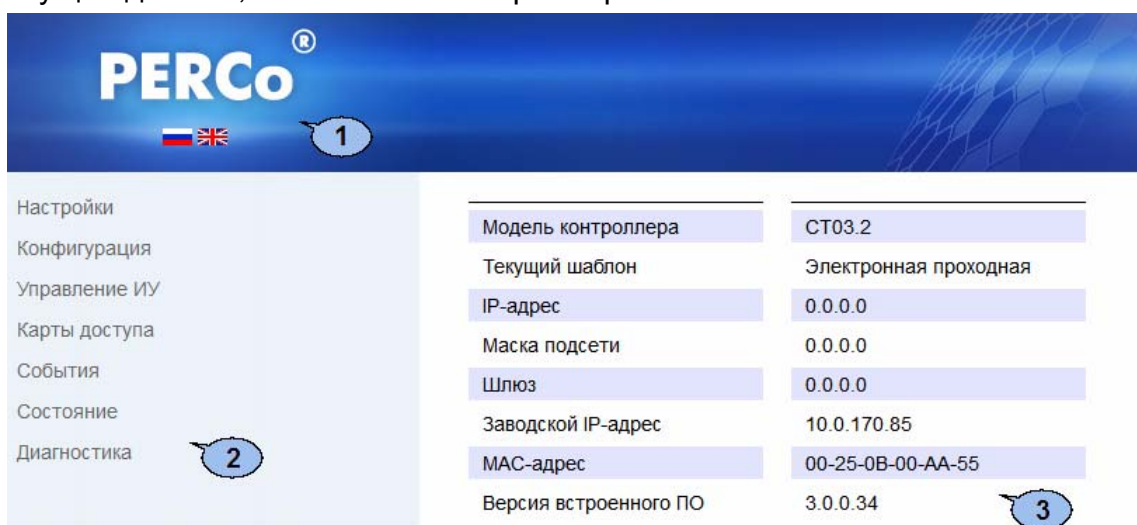 PERCo®
1
Настройки
Конфигурация
Управление ИУ
Карты доступа
События
Состояние
Диагностика
2
Модель контроллера CT03.2
Текущий шаблон Электронная проходная
IP-адрес 0.0.0.0
Маска подсети 0.0.0.0
Шлюз 0.0.0.0
Заводской IP-адрес 10.0.170.85
MAC-адрес 00-25-0B-00-AA-55
Версия встроенного ПО 3.0.0.34
3